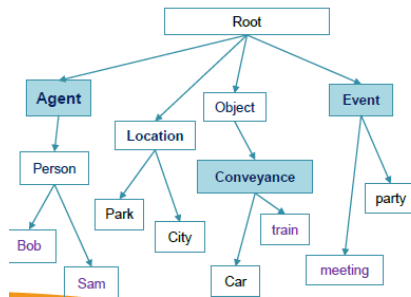 Root
Agent
Location
Object
Event
Person
Conveyance
Park
City
train
party
Bob
Sam
Car
meeting